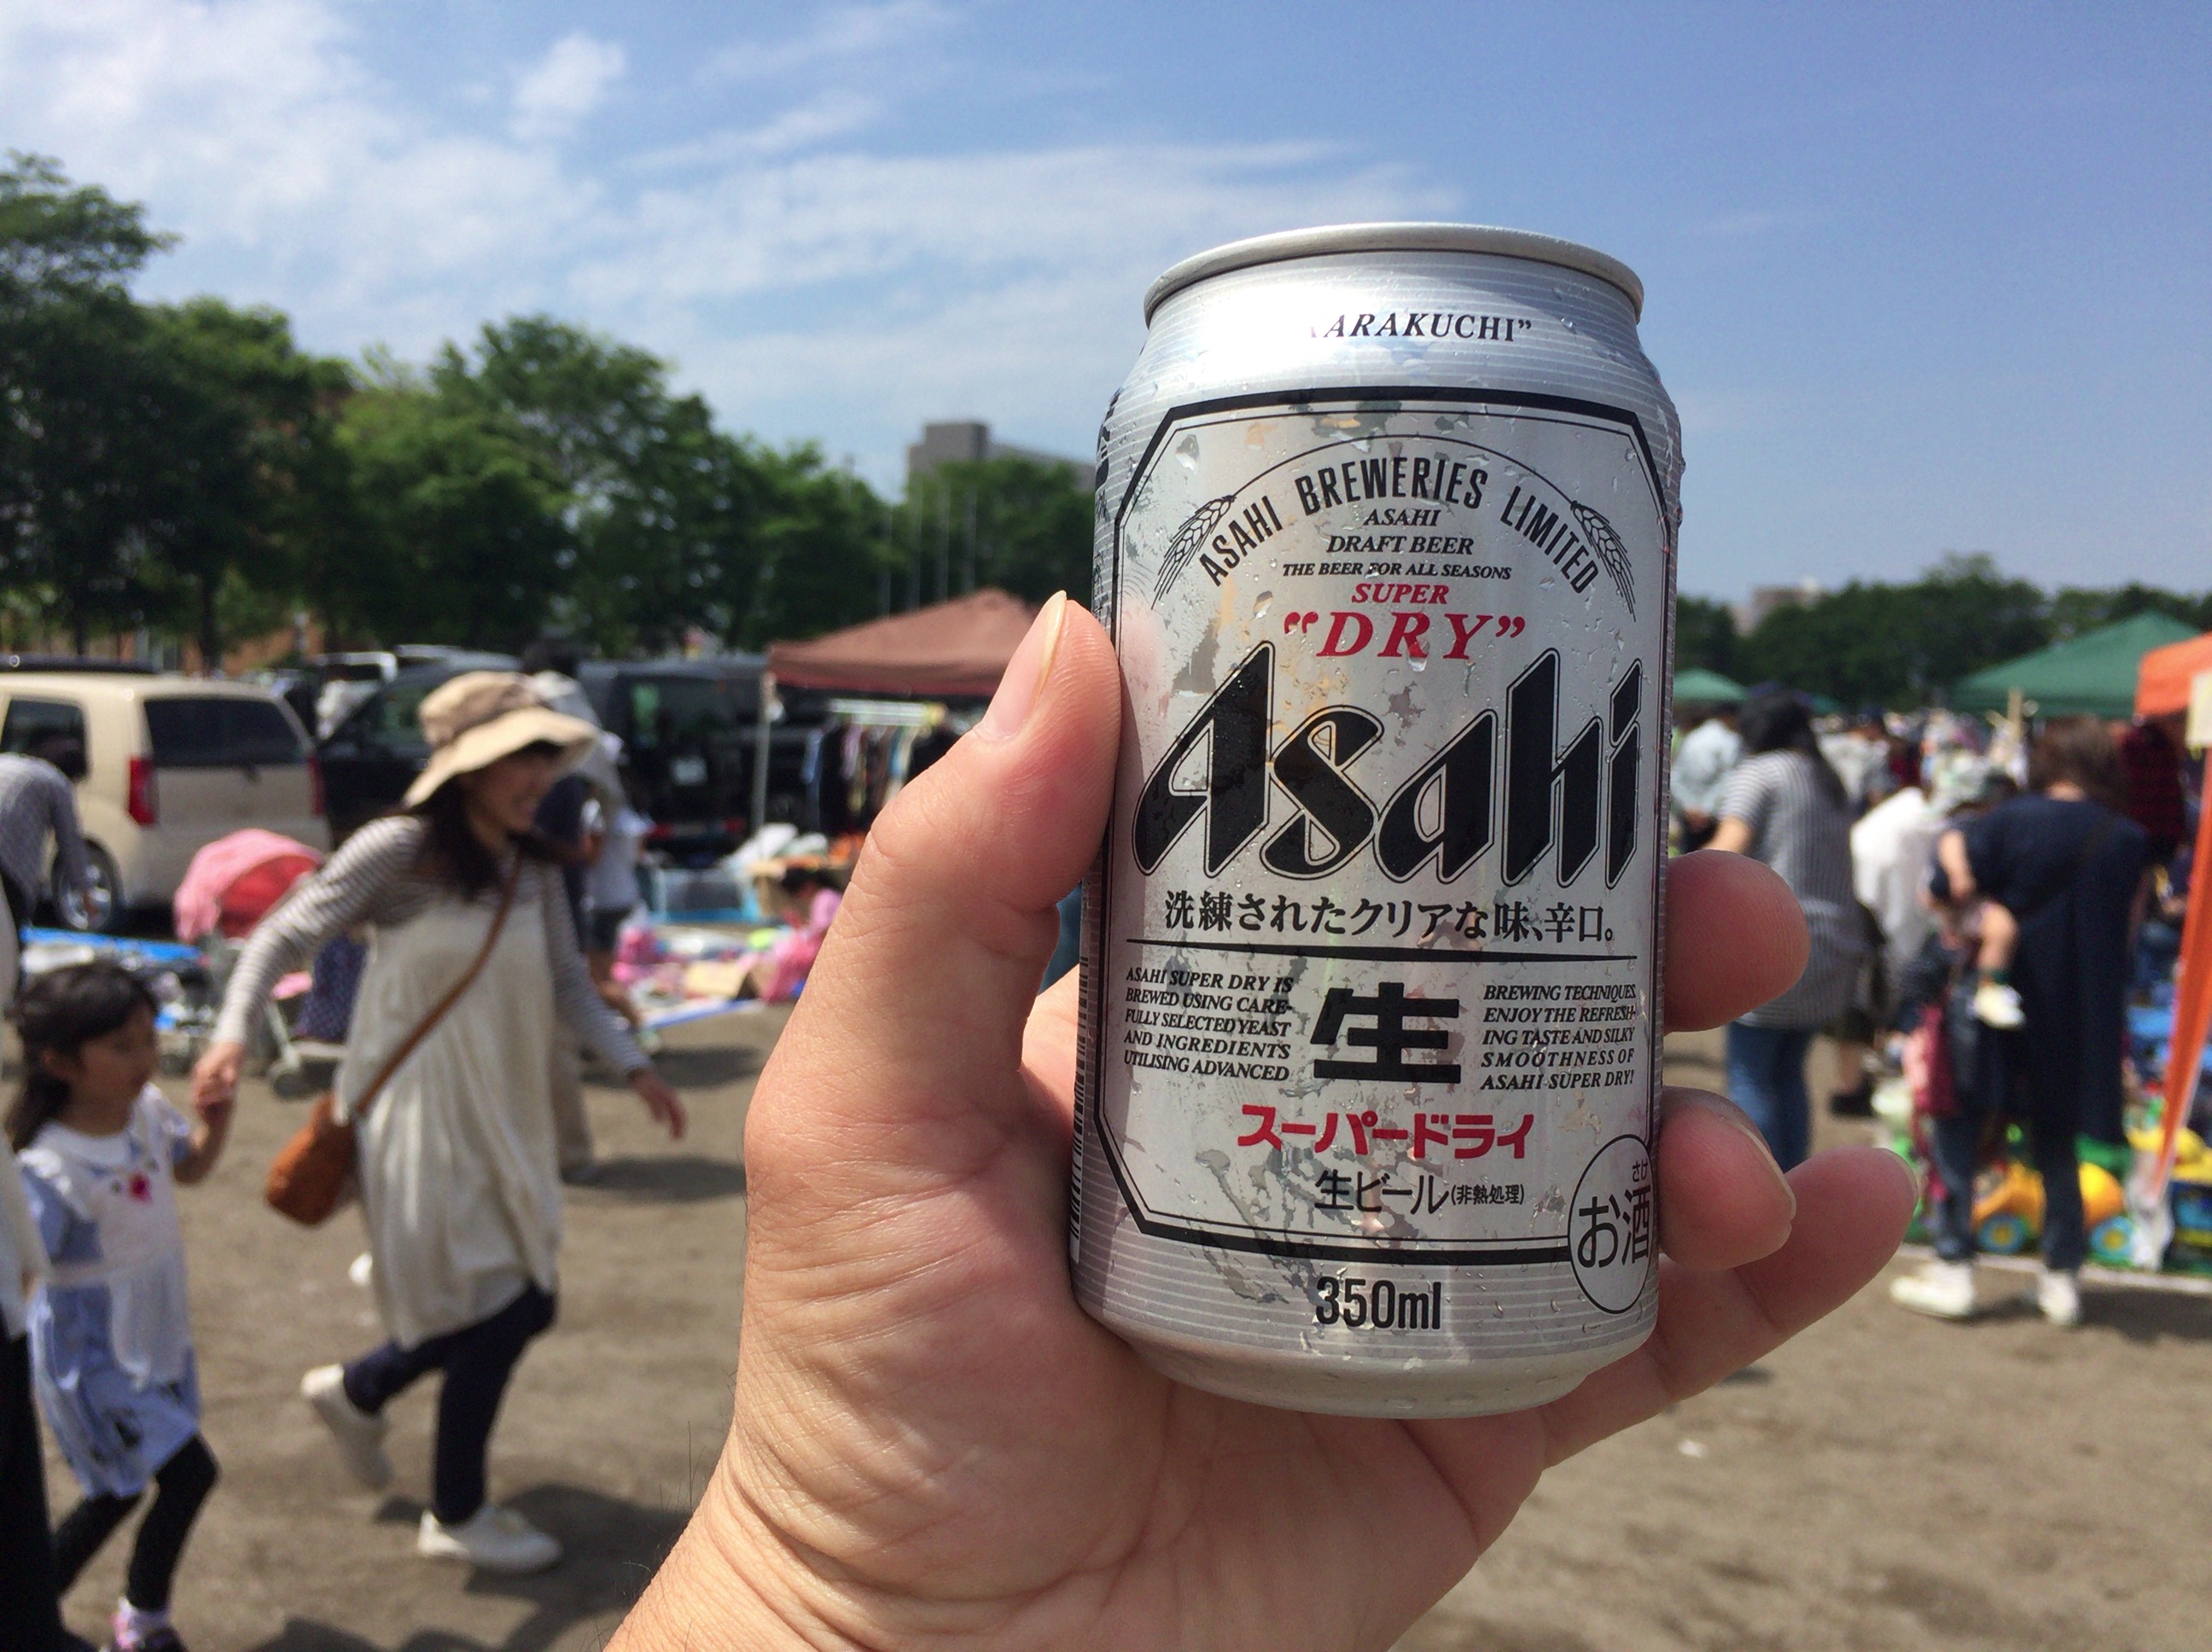 "ARAKUCHI"
ASAHI BREWERIES LIMITED
ASAHI
DRAFT BEER
THE BEER FOR ALL SEASONS
SUPER
"DRY"
Asahi
洗練されたクリアな味、辛口。
ASAHI SUPER DRY IS
BREWED USING CARE-
FULLY SELECTED YEAST
AND INGREDIENTS
UTILISING ADVANCED
生
BREWING TECHNIQUES.
ENJOY THE REFRESH-
ING TASTE AND SILKY
SMOOTHNESS OF
ASAHI SUPER DRY!
スーパードライ
生ビール(非熱処理)
さけ
お酒
350ml